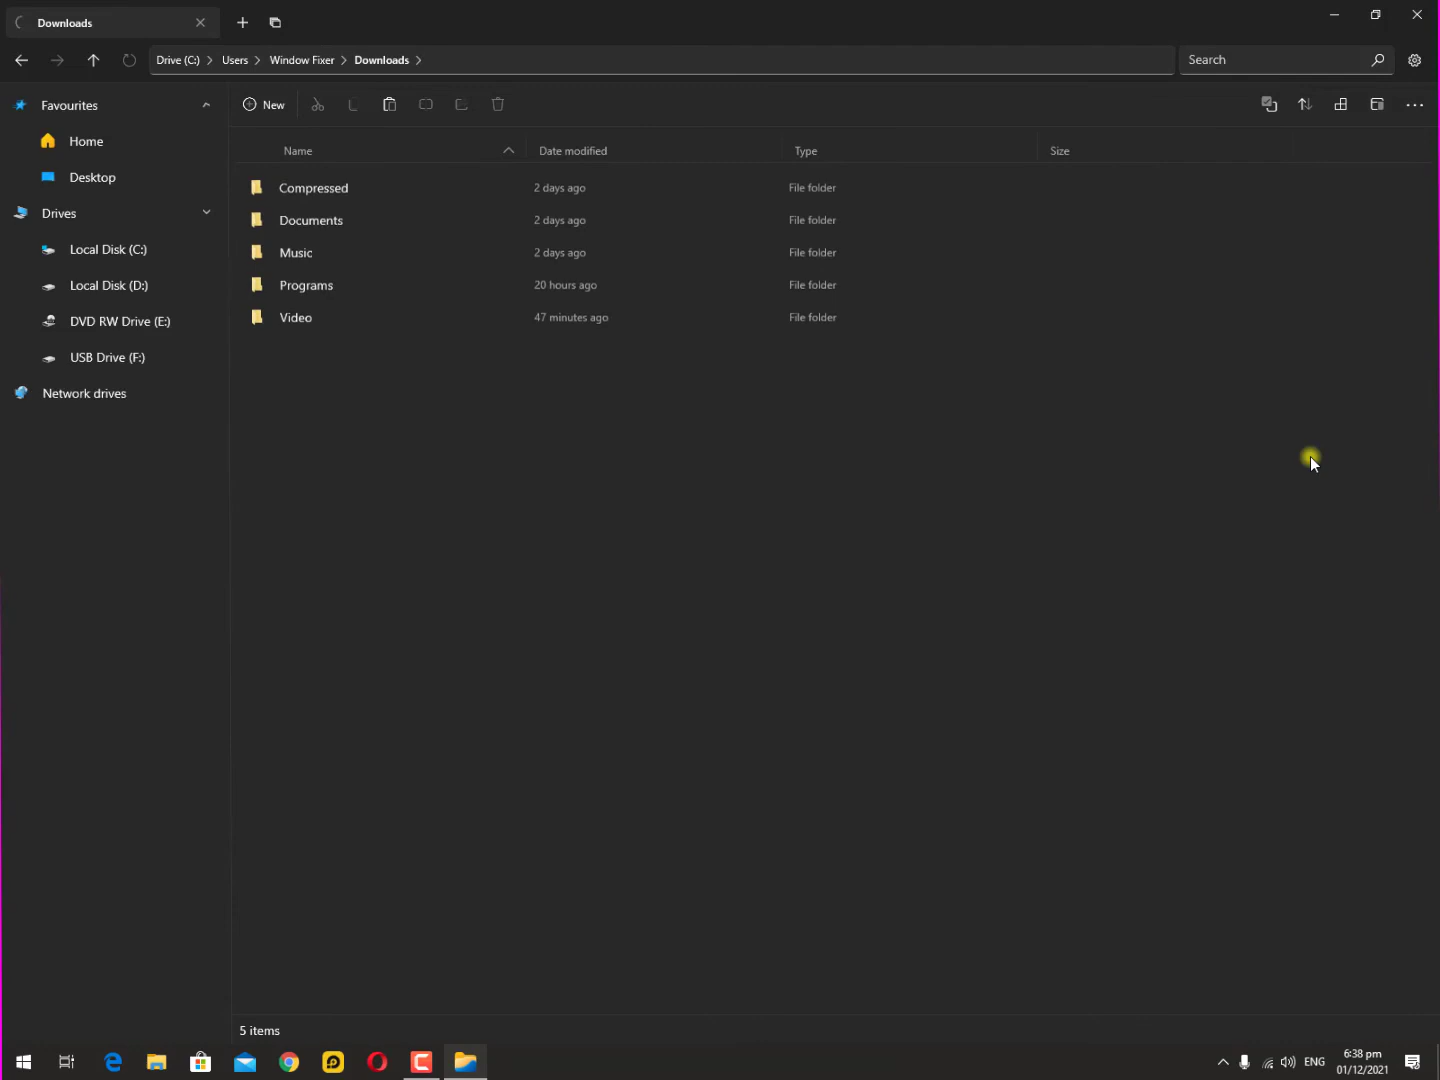 Downloads
Drive (C:) > Users > Window Fixer > Downloads >
Search
Favourites
Home
Desktop
Drives
Local Disk (C:)
Local Disk (D:)
DVD RW Drive (E:)
USB Drive (F:)
Network drives
New
Name Date modified Type Size
Compressed 2 days ago File folder
Documents 2 days ago File folder
Music 2 days ago File folder
Programs 20 hours ago File folder
Video 47 minutes ago File folder
5 items
ENG
6:38 pm
01/12/2021